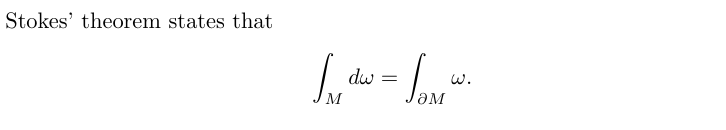 Stokes' theorem states that
∫_M dω = ∫_{∂M} ω.